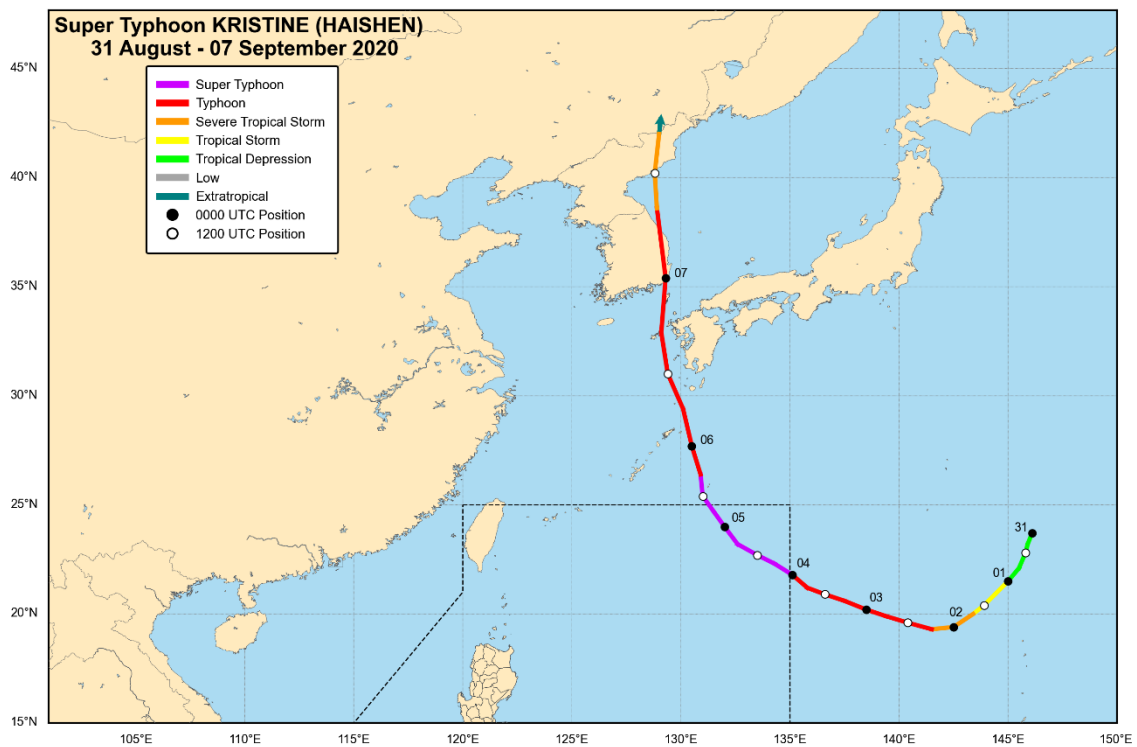 Super Typhoon KRISTINE (HAISHEN)
31 August - 07 September 2020
Super Typhoon
Typhoon
Severe Tropical Storm
Tropical Storm
Tropical Depression
Low
Extratropical
0000 UTC Position
1200 UTC Position
45°N
40°N
35°N
30°N
25°N
20°N
15°N
07
06
05
04
03
02
01
31
105°E
110°E
115°E
120°E
125°E
130°E
135°E
140°E
145°E
150°E